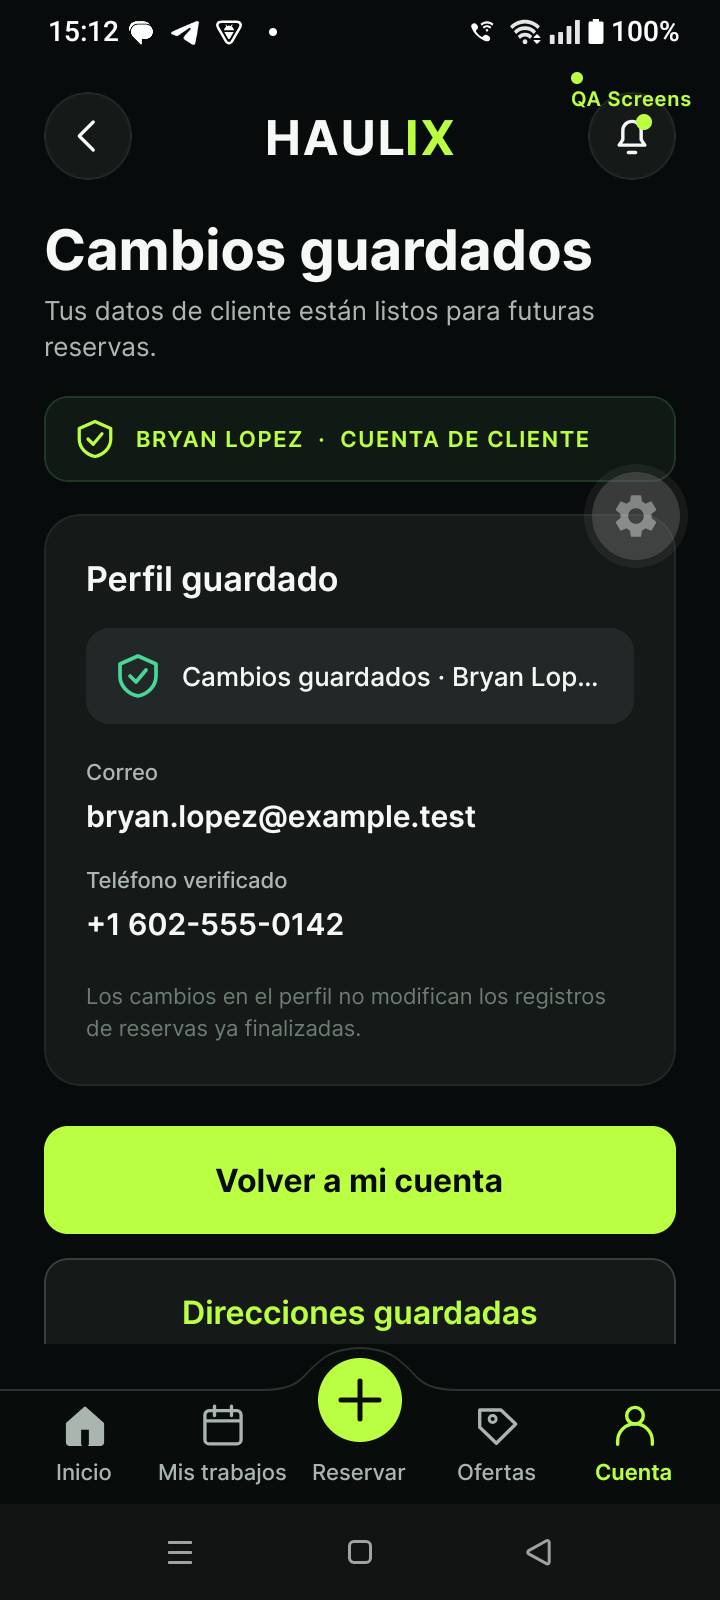 15:12
100%
QA Screens
HAULIX
Cambios guardados
Tus datos de cliente están listos para futuras
reservas.
BRYAN LOPEZ · CUENTA DE CLIENTE
Perfil guardado
Cambios guardados · Bryan Lop...
Correo
bryan.lopez@example.test
Teléfono verificado
+1 602-555-0142
Los cambios en el perfil no modifican los registros
de reservas ya finalizadas.
Volver a mi cuenta
Direcciones guardadas
Inicio
Mis trabajos
Reservar
Ofertas
Cuenta